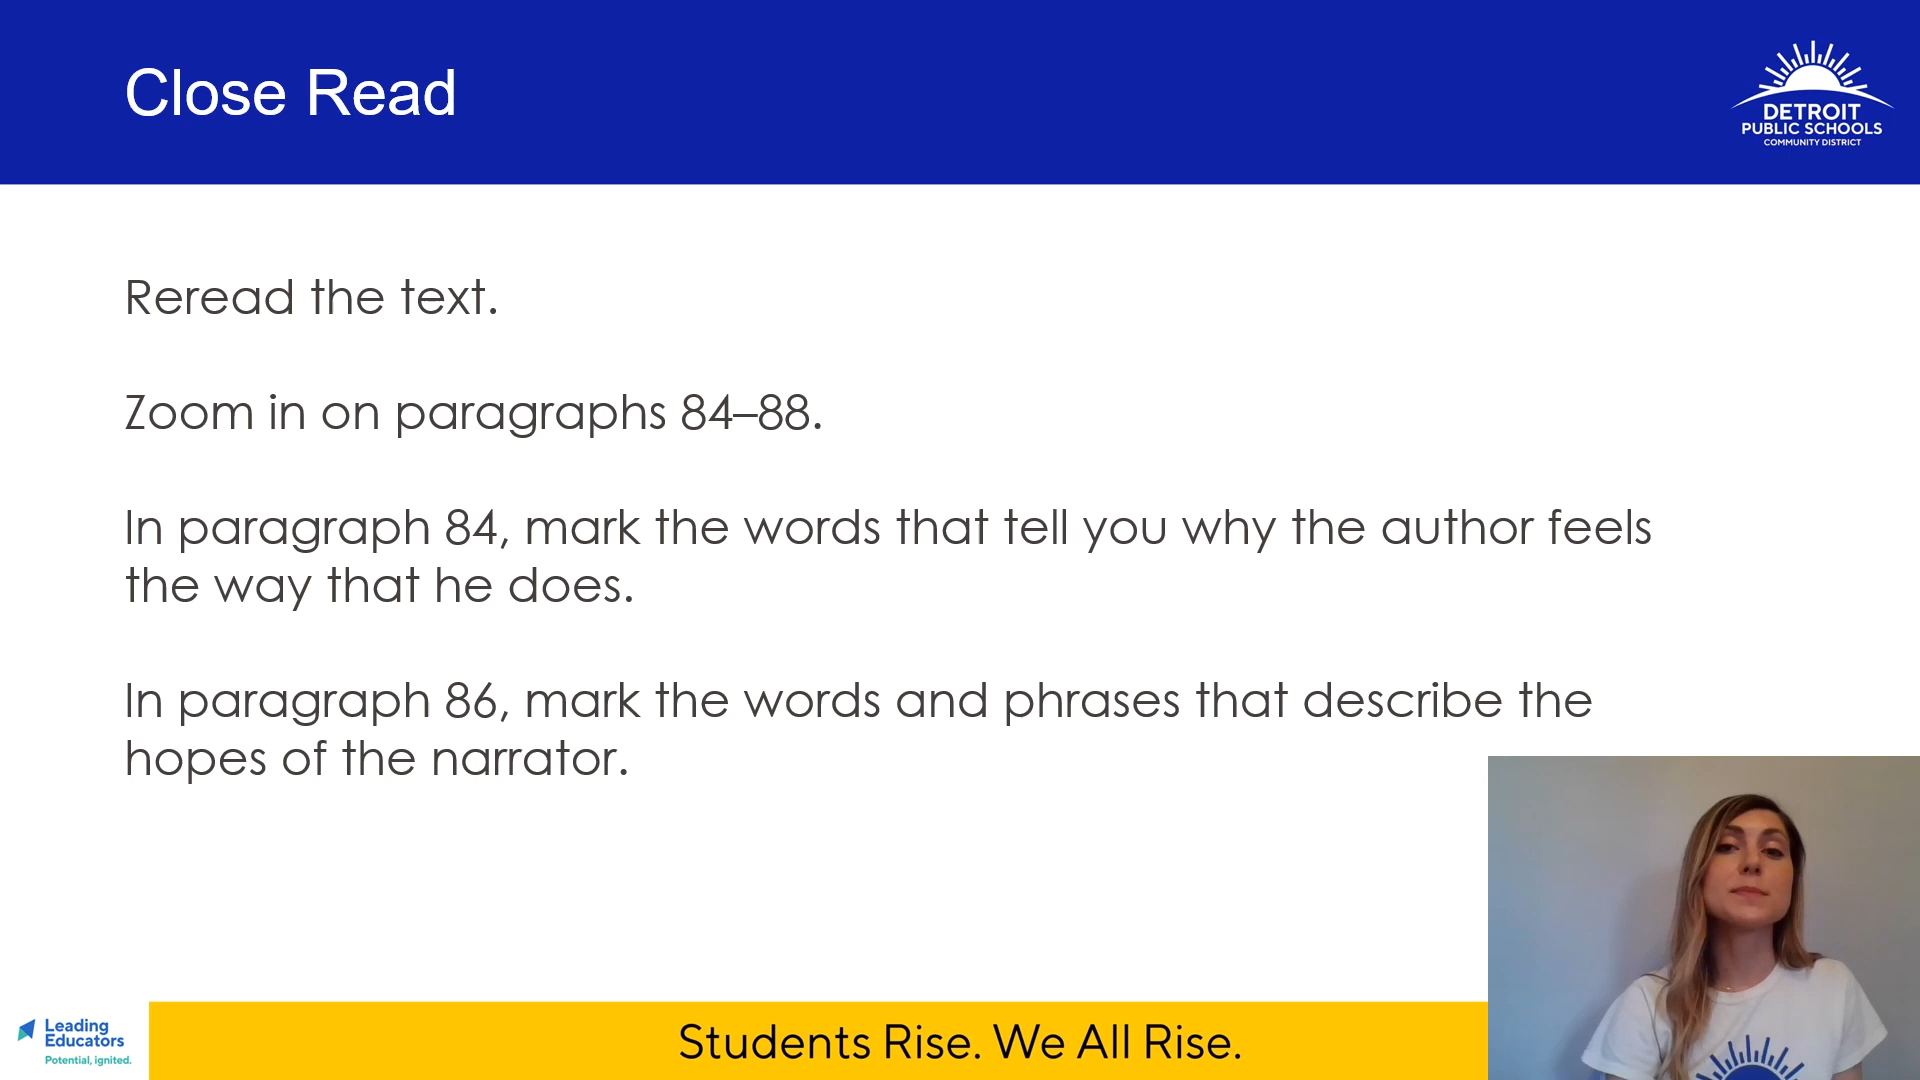 Close Read
DETROIT
PUBLIC SCHOOLS
COMMUNITY DISTRICT
Reread the text.
Zoom in on paragraphs 84–88.
In paragraph 84, mark the words that tell you why the author feels
the way that he does.
In paragraph 86, mark the words and phrases that describe the
hopes of the narrator.
Leading
Educators
Potential, ignited.
Students Rise. We All Rise.